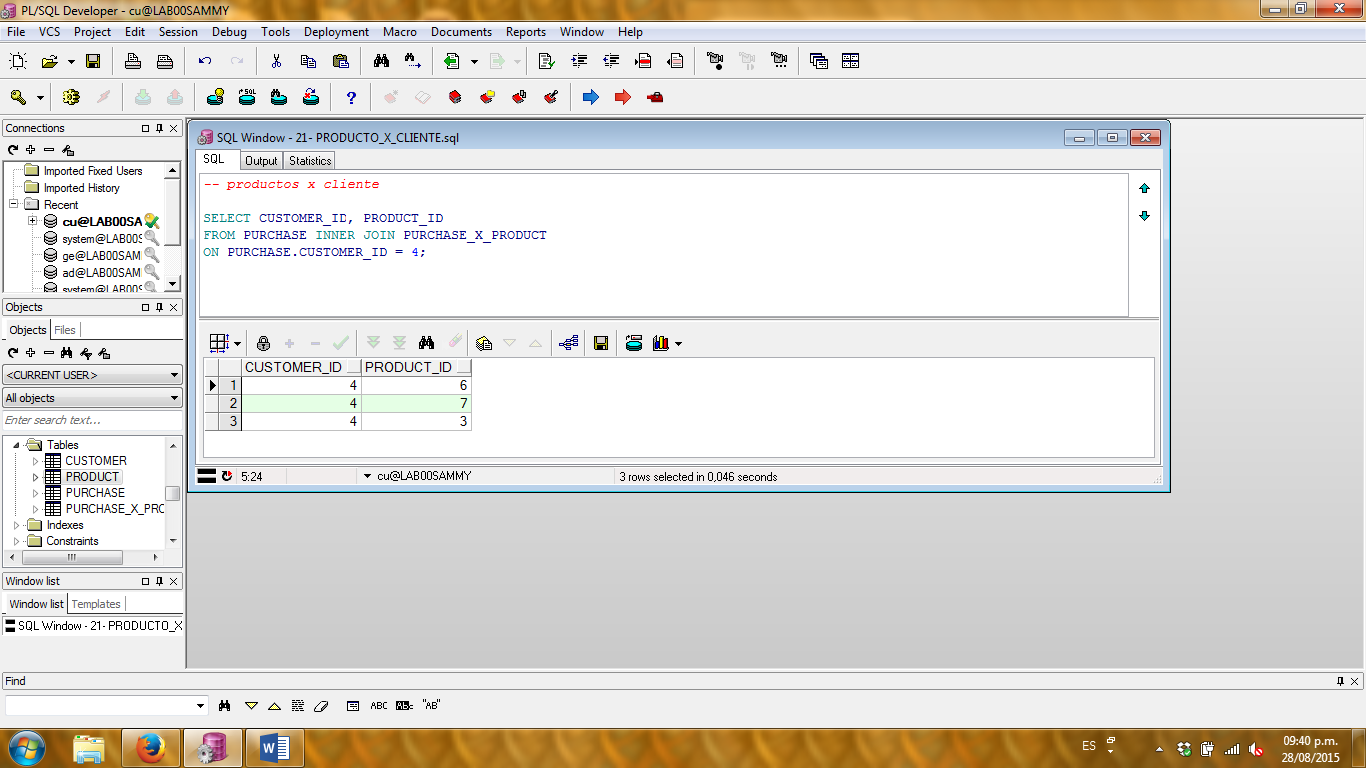 PL/SQL Developer - cu@LAB00SAMMY
File VCS Project Edit Session Debug Tools Deployment Macro Documents Reports Window Help
SQL
?
Connections
Imported Fixed Users
Imported History
Recent
cu@LAB00SA
system@LAB00S
ge@LAB00SAM
ad@LAB00SAM
system@LAB00S
Objects
Objects Files
<CURRENT USER>
All objects
Enter search text...
Tables
CUSTOMER
PRODUCT
PURCHASE
PURCHASE_X_PRO
Indexes
Constraints
Window list
Window list Templates
SQL Window - 21- PRODUCTO_X
SQL Window - 21- PRODUCTO_X_CLIENTE.sql
SQL Output Statistics
-- productos x cliente
SELECT CUSTOMER_ID, PRODUCT_ID
FROM PURCHASE INNER JOIN PURCHASE_X_PRODUCT
ON PURCHASE.CUSTOMER_ID = 4;
CUSTOMER_ID PRODUCT_ID
1 4 6
2 4 7
3 4 3
5:24 cu@LAB00SAMMY 3 rows selected in 0,046 seconds
Find
ABC "AB"
ES
09:40 p.m.
28/08/2015